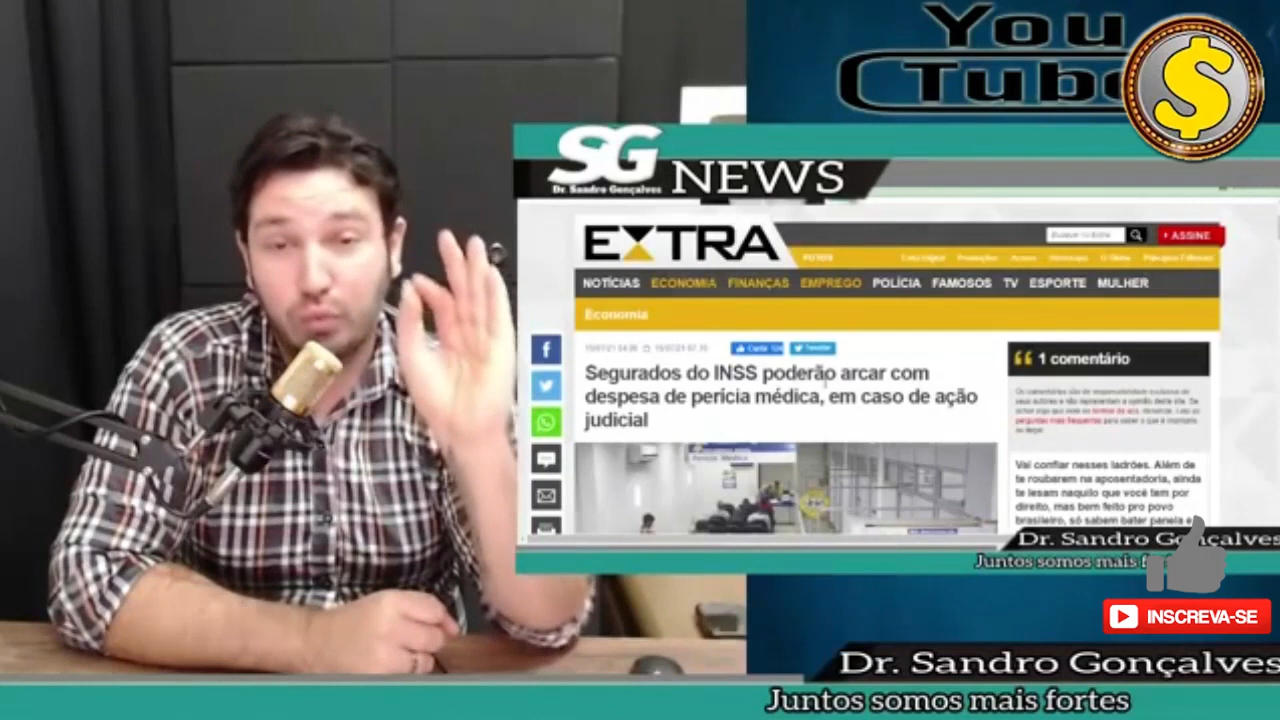 You
Tube
SG
Dr. Sandro Gonçalves
NEWS
EXTRA
ASSINE
NOTÍCIAS ECONOMIA FINANÇAS EMPREGO POLÍCIA FAMOSOS TV ESPORTE MULHER
Economia
Segurados do INSS poderão arcar com
despesa de perícia médica, em caso de ação
judicial
1 comentário
Vai confiar nesses ladrões. Além de
te roubarem na aposentadoria, ainda
te lesam naquilo que você tem por
direito, mas bem feito pro povo
brasileiro, só sabem bater panela e
Dr. Sandro Gonçalves
Juntos somos mais
INSCREVA-SE
Dr. Sandro Gonçalves
Juntos somos mais fortes